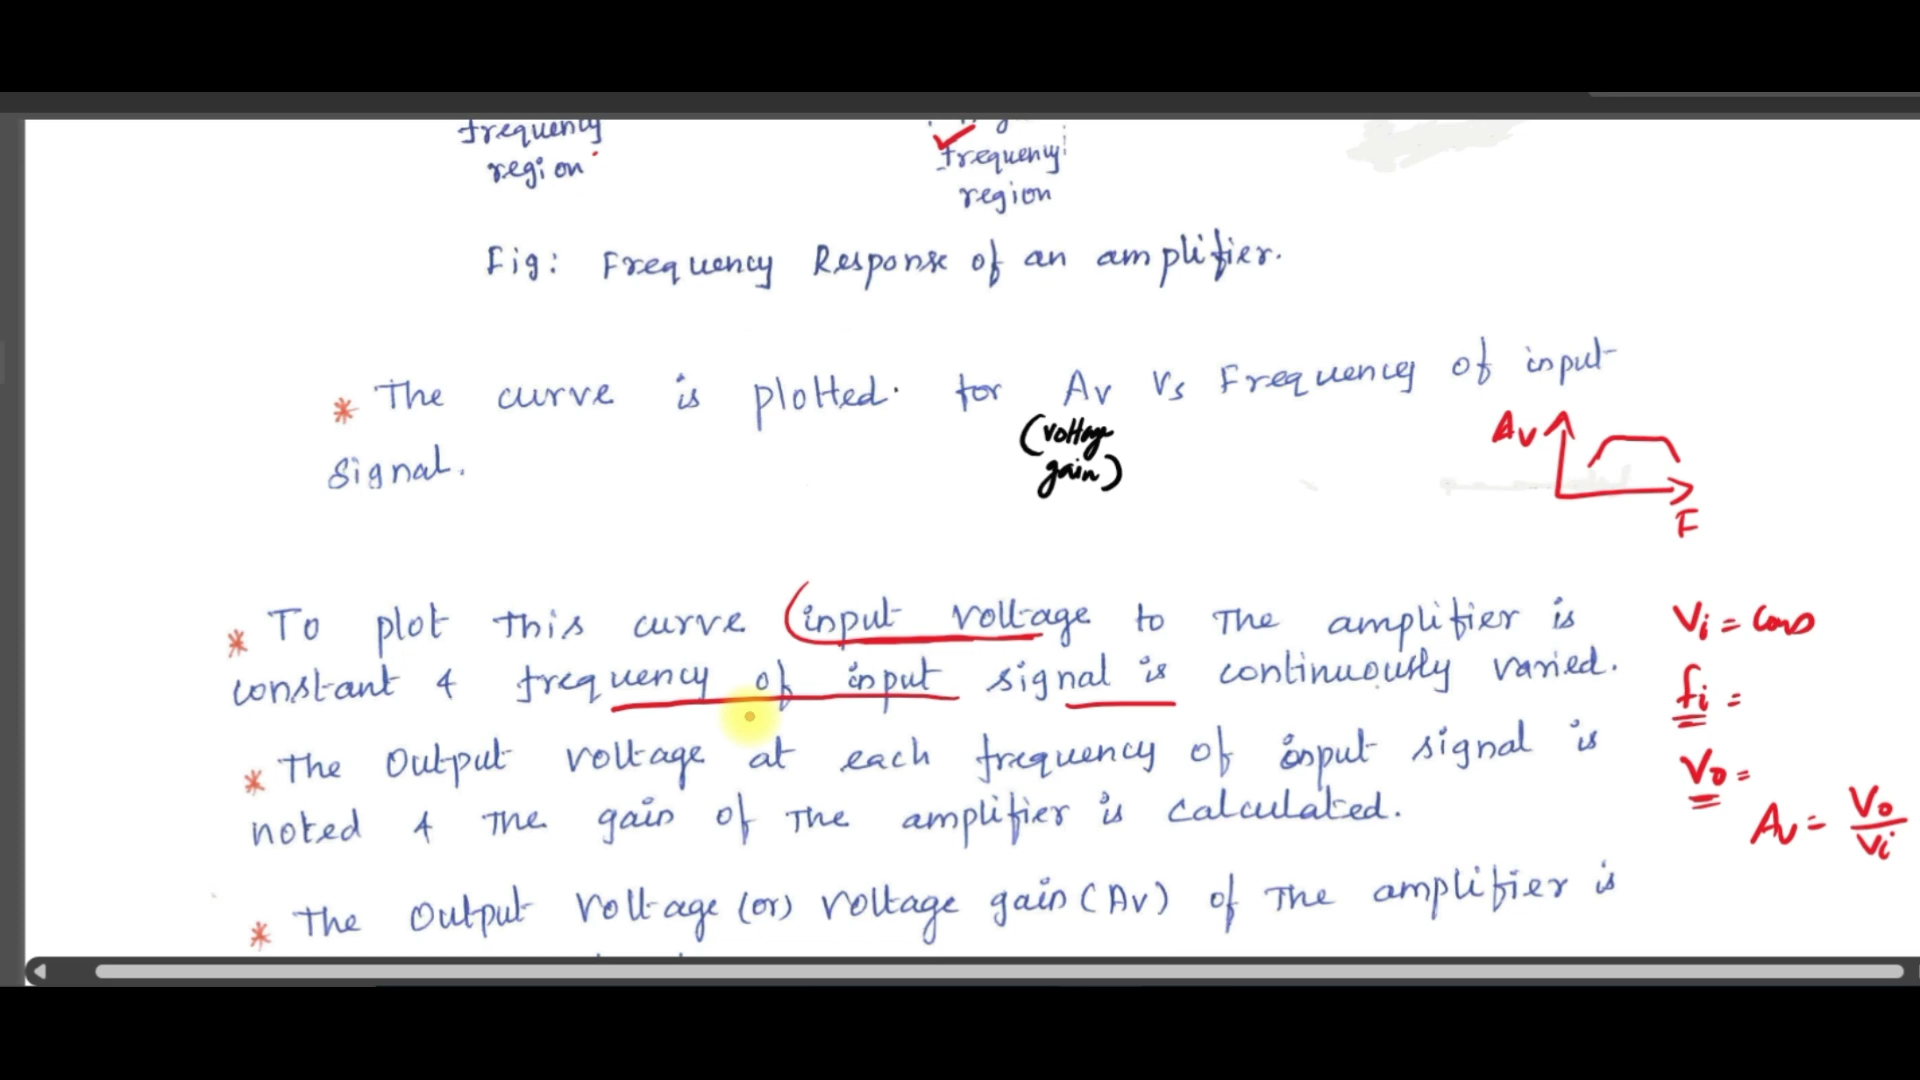 frequency
region
frequency
region
Fig: Frequency Response of an amplifier.
* The curve is plotted. for Av Vs Frequency of input
(voltage
gain)
signal.
Av
F
* To plot this curve (input voltage to the amplifier is
constant & frequency of input signal is continuously varied.
Vi = cons
fi =
* The Output voltage at each frequency of input signal is
noted & the gain of the amplifier is calculated.
Vo =
Av = Vo
Vi
* The Output voltage (or) voltage gain (Av) of the amplifier is